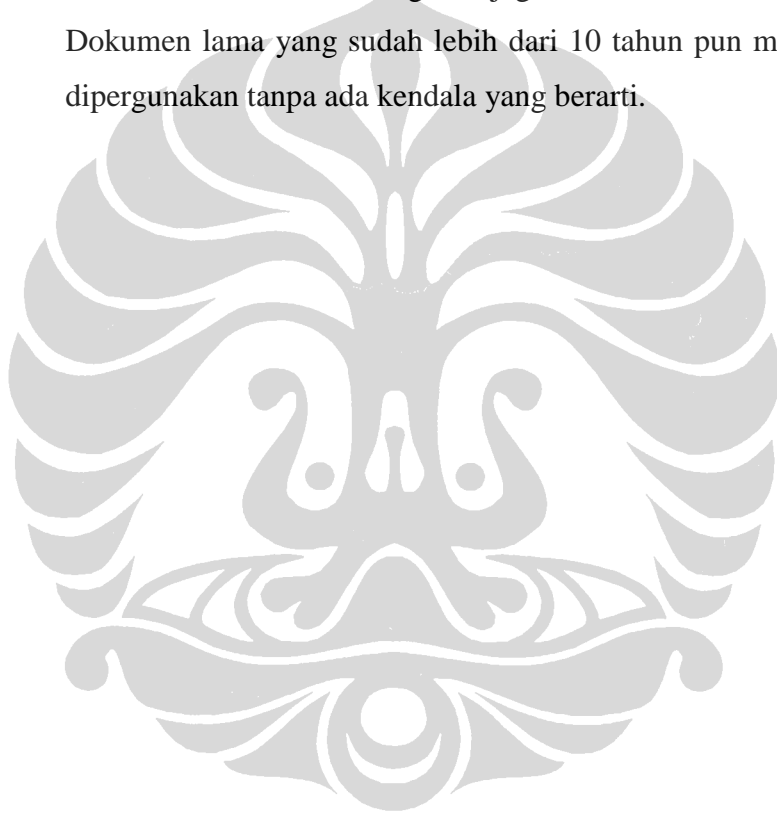 Dokumen lama yang sudah lebih dari 10 tahun pun
dipergunakan tanpa ada kendala yang berarti.